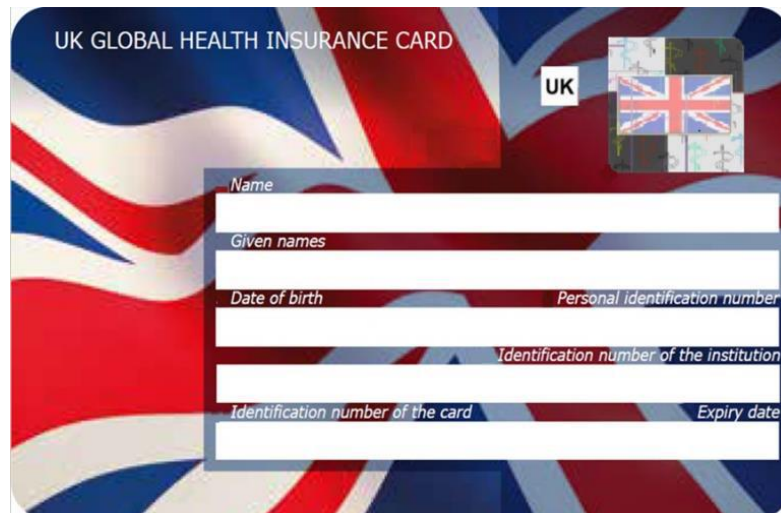 UK GLOBAL HEALTH INSURANCE CARD
UK
Name
Given names
Date of birth Personal identification number
Identification number of the institution
Identification number of the card Expiry date